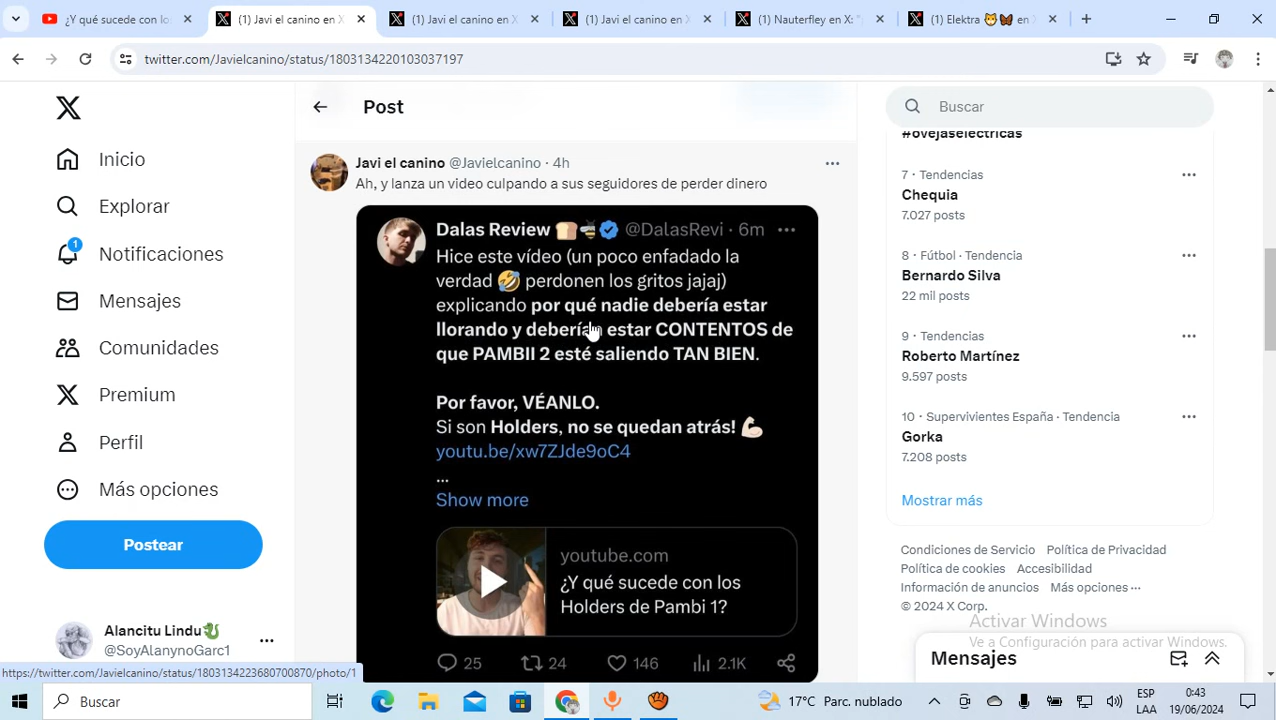 ¿Y qué sucede con los
(1) Javi el canino en X
(1) Javi el canino en X
(1) Javi el canino en X
(1) Nauterfley en X: "
(1) Elektra en
twitter.com/Javielcanino/status/1803134220103037197
Inicio
Explorar
1
Notificaciones
Mensajes
Comunidades
Premium
Perfil
Más opciones
Postear
Alancitu Lindu
@SoyAlanynoGarc1
https://twitter.com/Javielcanino/status/1803134223680700870/photo/1
Post
Javi el canino @Javielcanino · 4h
Ah, y lanza un video culpando a sus seguidores de perder dinero
Dalas Review @DalasRevi · 6m
Hice este vídeo (un poco enfadado la
verdad 🤣 perdonen los gritos jajaj)
explicando por qué nadie debería estar
llorando y debería estar CONTENTOS de
que PAMBII 2 esté saliendo TAN BIEN.
Por favor, VÉANLO.
Si son Holders, no se quedan atrás! 💪
youtu.be/xw7ZJde9oC4
...
Show more
youtube.com
¿Y qué sucede con los
Holders de Pambi 1?
25
24
146
2.1K
Buscar
#ovejaselectricas
7 · Tendencias
Chequia
7.027 posts
8 · Fútbol · Tendencia
Bernardo Silva
22 mil posts
9 · Tendencias
Roberto Martínez
9.597 posts
10 · Supervivientes España · Tendencia
Gorka
7.208 posts
Mostrar más
Condiciones de Servicio Política de Privacidad
Política de cookies Accesibilidad
Información de anuncios Más opciones ···
© 2024 X Corp.
Activar Windows
Ve a Configuración para activar Windows.
Mensajes
Buscar
17°C Parc. nublado
ESP
LAA
0:43
19/06/2024